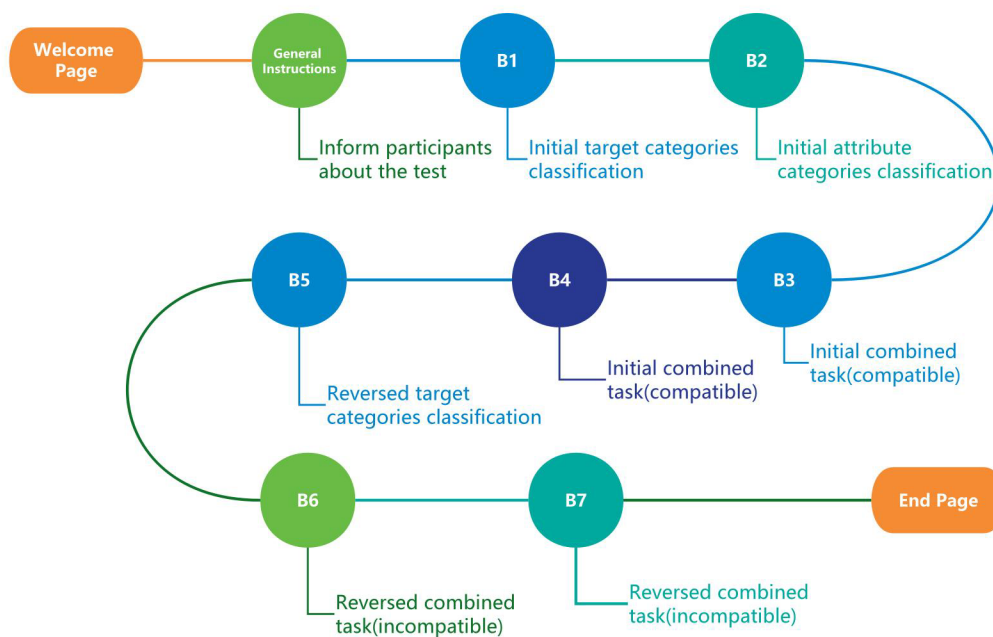 Welcome
Page
General
Instructions
B1
B2
Inform participants
about the test
Initial target categories
classification
Initial attribute
categories classification
B5
B4
B3
Reversed target
categories classification
Initial combined
task(compatible)
Initial combined
task(compatible)
B6
B7
End Page
Reversed combined
task(incompatible)
Reversed combined
task(incompatible)